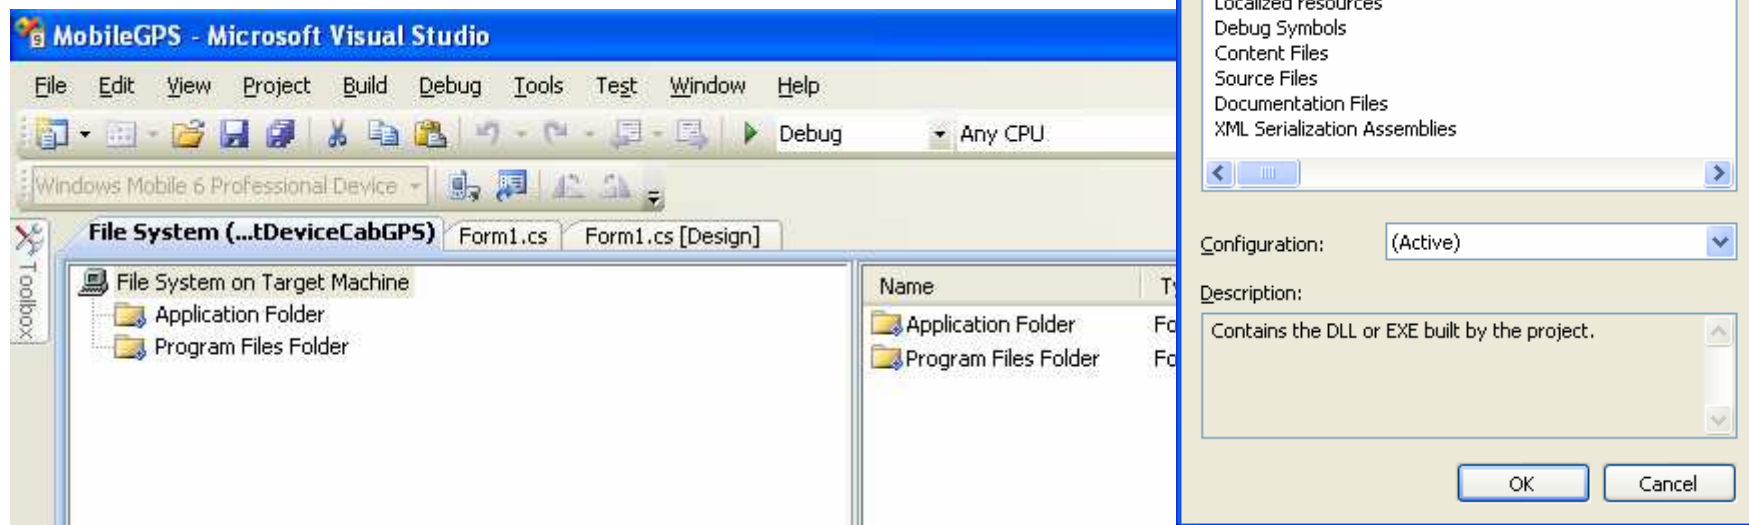 MobileGPS - Microsoft Visual Studio
File Edit View Project Build Debug Tools Test Window Help
Debug Any CPU
Windows Mobile 6 Professional Device
File System (...tDeviceCabGPS) Form1.cs Form1.cs [Design]
Toolbox
File System on Target Machine
Application Folder
Program Files Folder
Name
Application Folder Fo
Program Files Folder Fo
Localized resources
Debug Symbols
Content Files
Source Files
Documentation Files
XML Serialization Assemblies
Configuration: (Active)
Description:
Contains the DLL or EXE built by the project.
OK Cancel